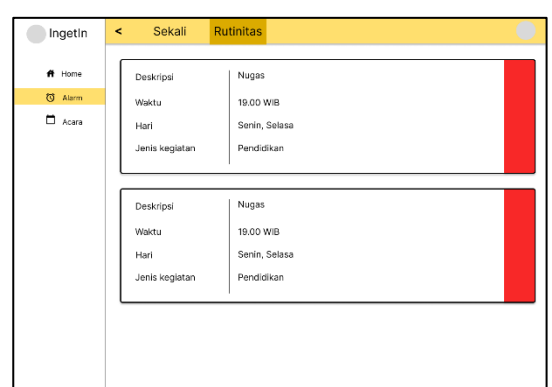 IngetIn
< Sekali Rutinitas
Home
Alarm
Acara
Deskripsi Nugas
Waktu 19.00 WIB
Hari Senin, Selasa
Jenis kegiatan Pendidikan
Deskripsi Nugas
Waktu 19.00 WIB
Hari Senin, Selasa
Jenis kegiatan Pendidikan